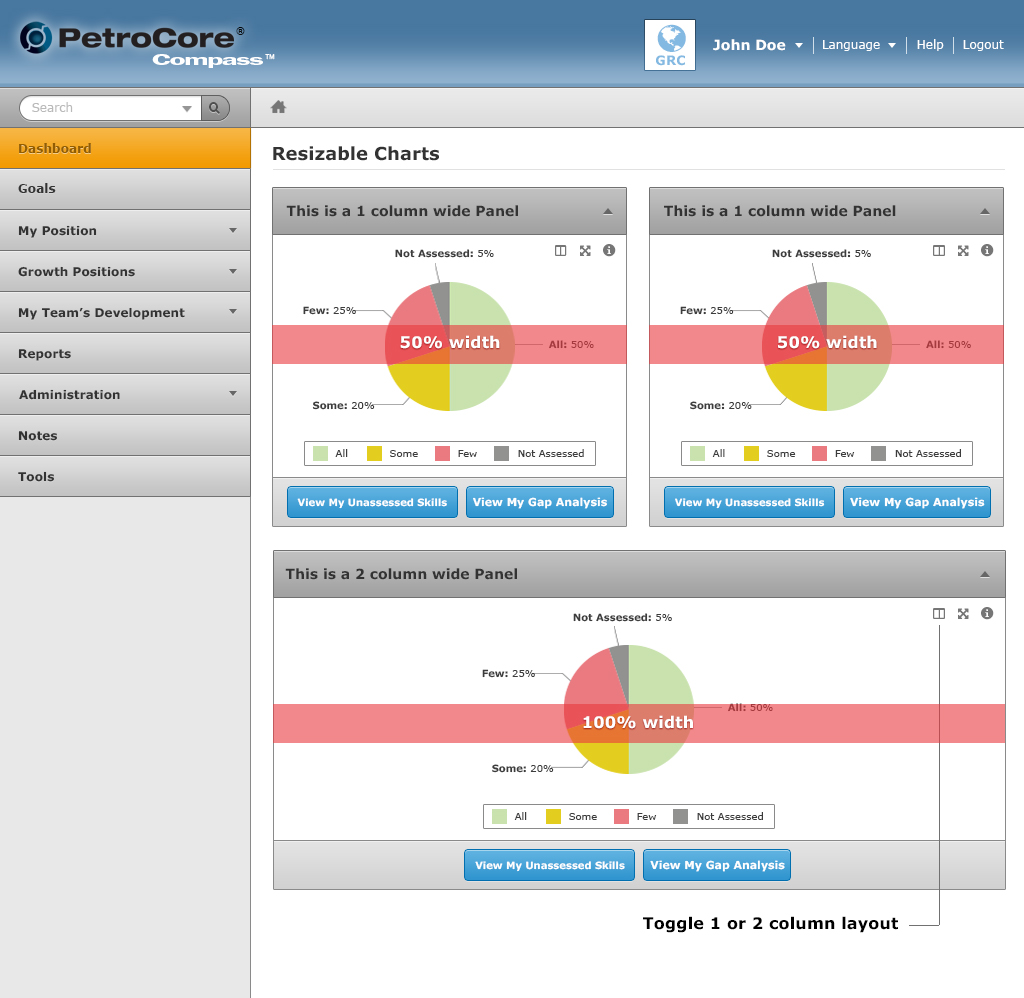 PetroCore®
Compass™
GRC
John Doe
Language
Help
Logout
Search
Dashboard
Goals
My Position
Growth Positions
My Team’s Development
Reports
Administration
Notes
Tools
Resizable Charts
This is a 1 column wide Panel
Not Assessed: 5%
Few: 25%
50% width
All: 50%
Some: 20%
All Some Few Not Assessed
View My Unassessed Skills
View My Gap Analysis
This is a 1 column wide Panel
Not Assessed: 5%
Few: 25%
50% width
All: 50%
Some: 20%
All Some Few Not Assessed
View My Unassessed Skills
View My Gap Analysis
This is a 2 column wide Panel
Not Assessed: 5%
Few: 25%
All: 50%
100% width
Some: 20%
All Some Few Not Assessed
View My Unassessed Skills
View My Gap Analysis
Toggle 1 or 2 column layout